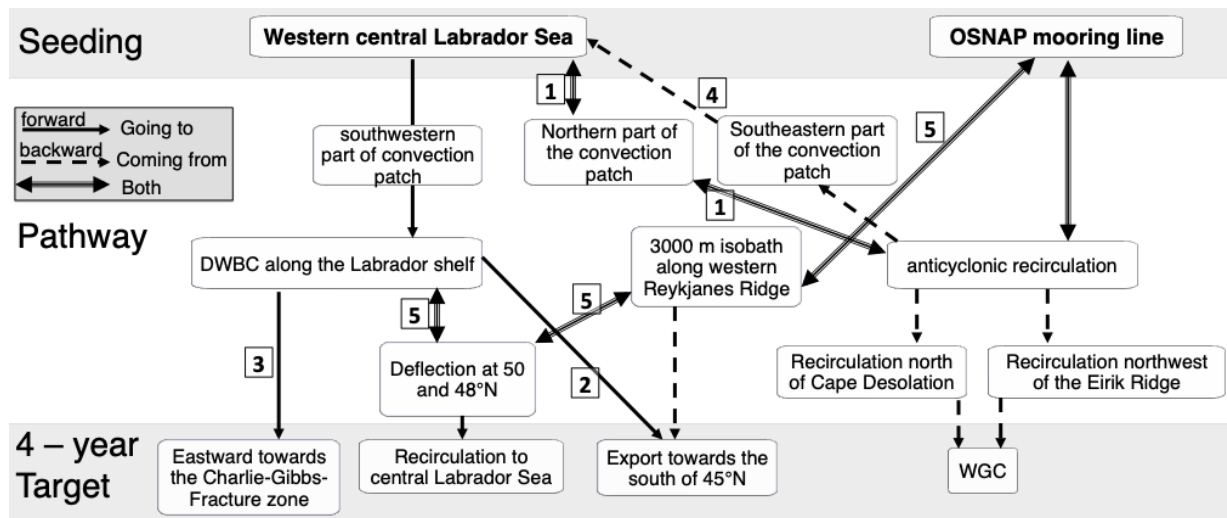 Seeding
Western central Labrador Sea
OSNAP mooring line
forward
Going to
backward
Coming from
Both
1
4
5
southwestern
part of convection
patch
Northern part of
the convection
patch
Southeastern part
of the convection
patch
1
Pathway
DWBC along the Labrador shelf
3000 m isobath
along western
Reykjanes Ridge
anticyclonic recirculation
5
5
3
2
Deflection at 50
and 48°N
Recirculation north
of Cape Desolation
Recirculation northwest
of the Eirik Ridge
4 – year
Target
Eastward towards
the Charlie-Gibbs-
Fracture zone
Recirculation to
central Labrador Sea
Export towards the
south of 45°N
WGC